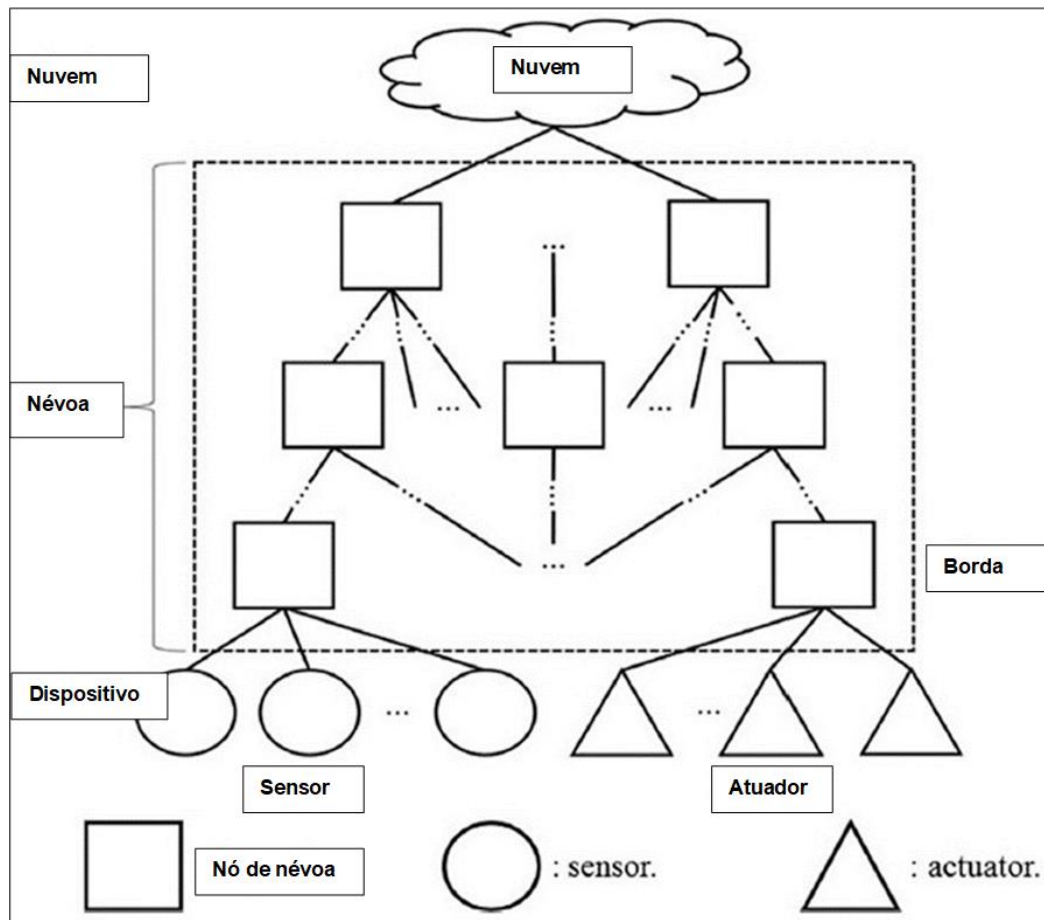 Nuvem
Nuvem
...
... ...
Névoa
...
Borda
Dispositivo
... ...
Sensor Atuador
Nó de névoa : sensor. : actuator.